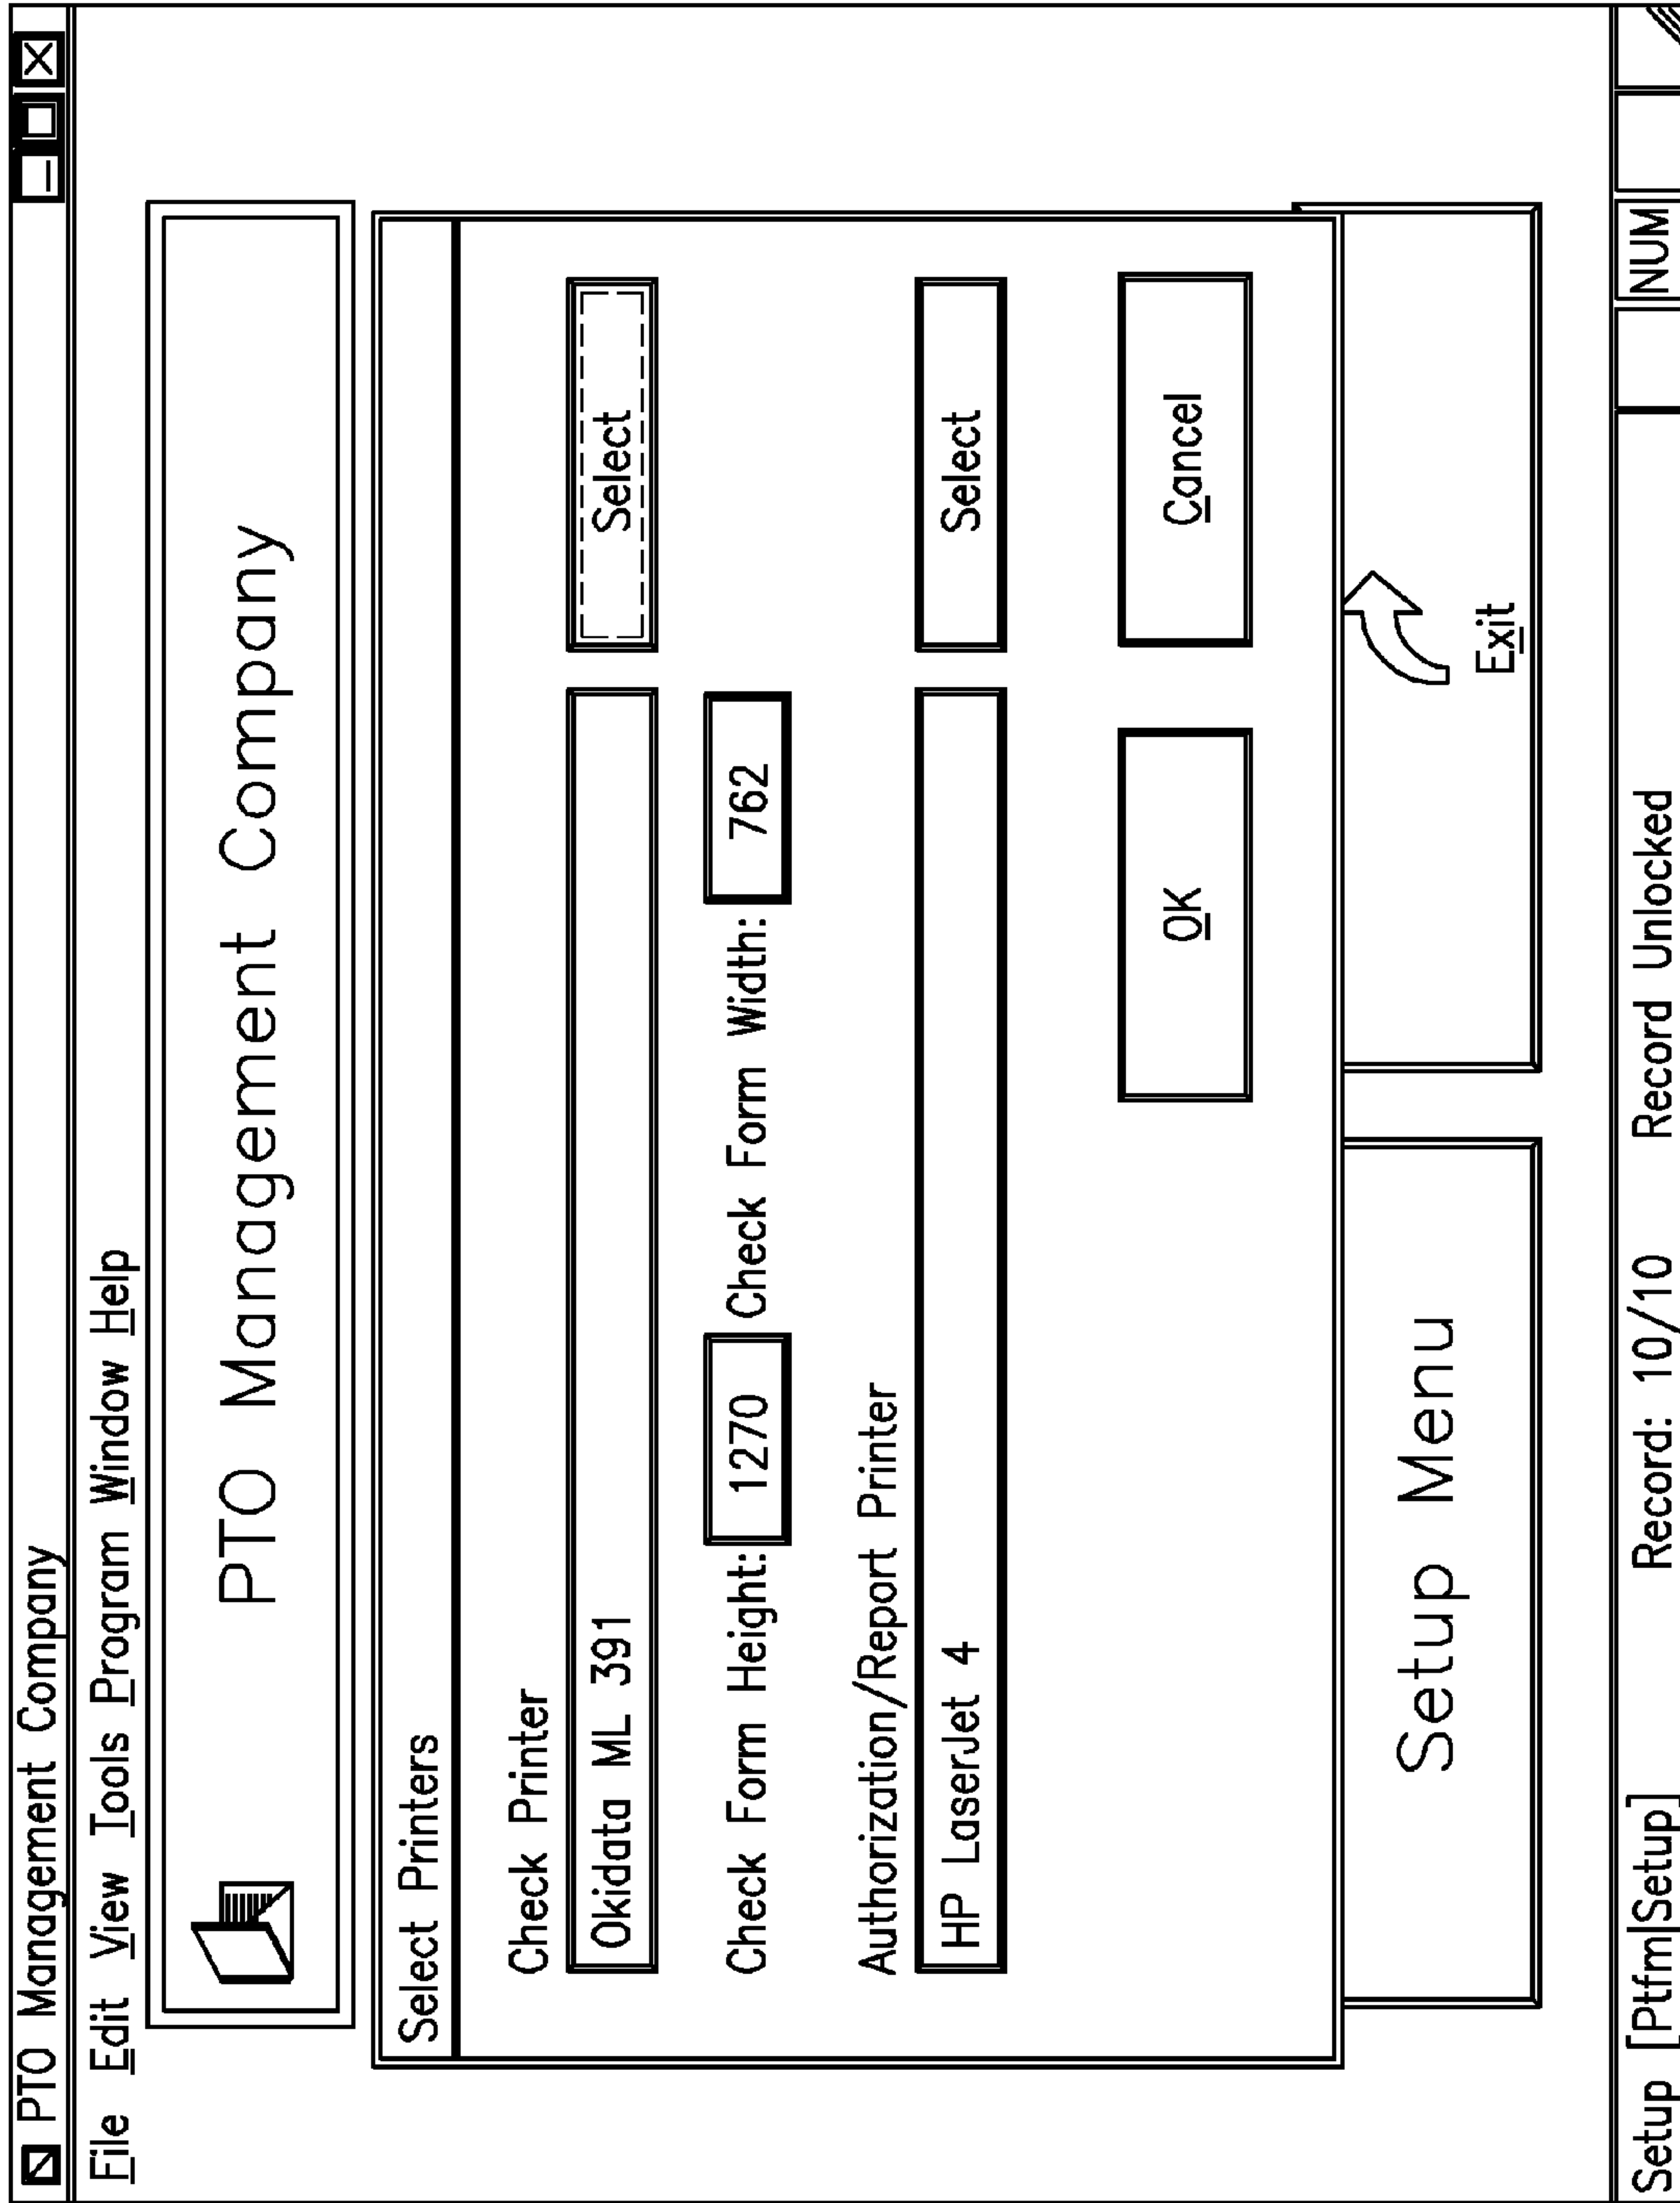 PTO Management Company
File Edit View Tools Program Window Help
PTO Management Company
Select Printers
Check Printer
Okidata ML 391 Select
Check Form Height: 1270 Check Form Width: 762
Authorization/Report Printer
HP LaserJet 4 Select
OK Cancel
Setup Menu Exit
Setup [Ptfrm|Setup] Record: 10/10 Record Unlocked NUM